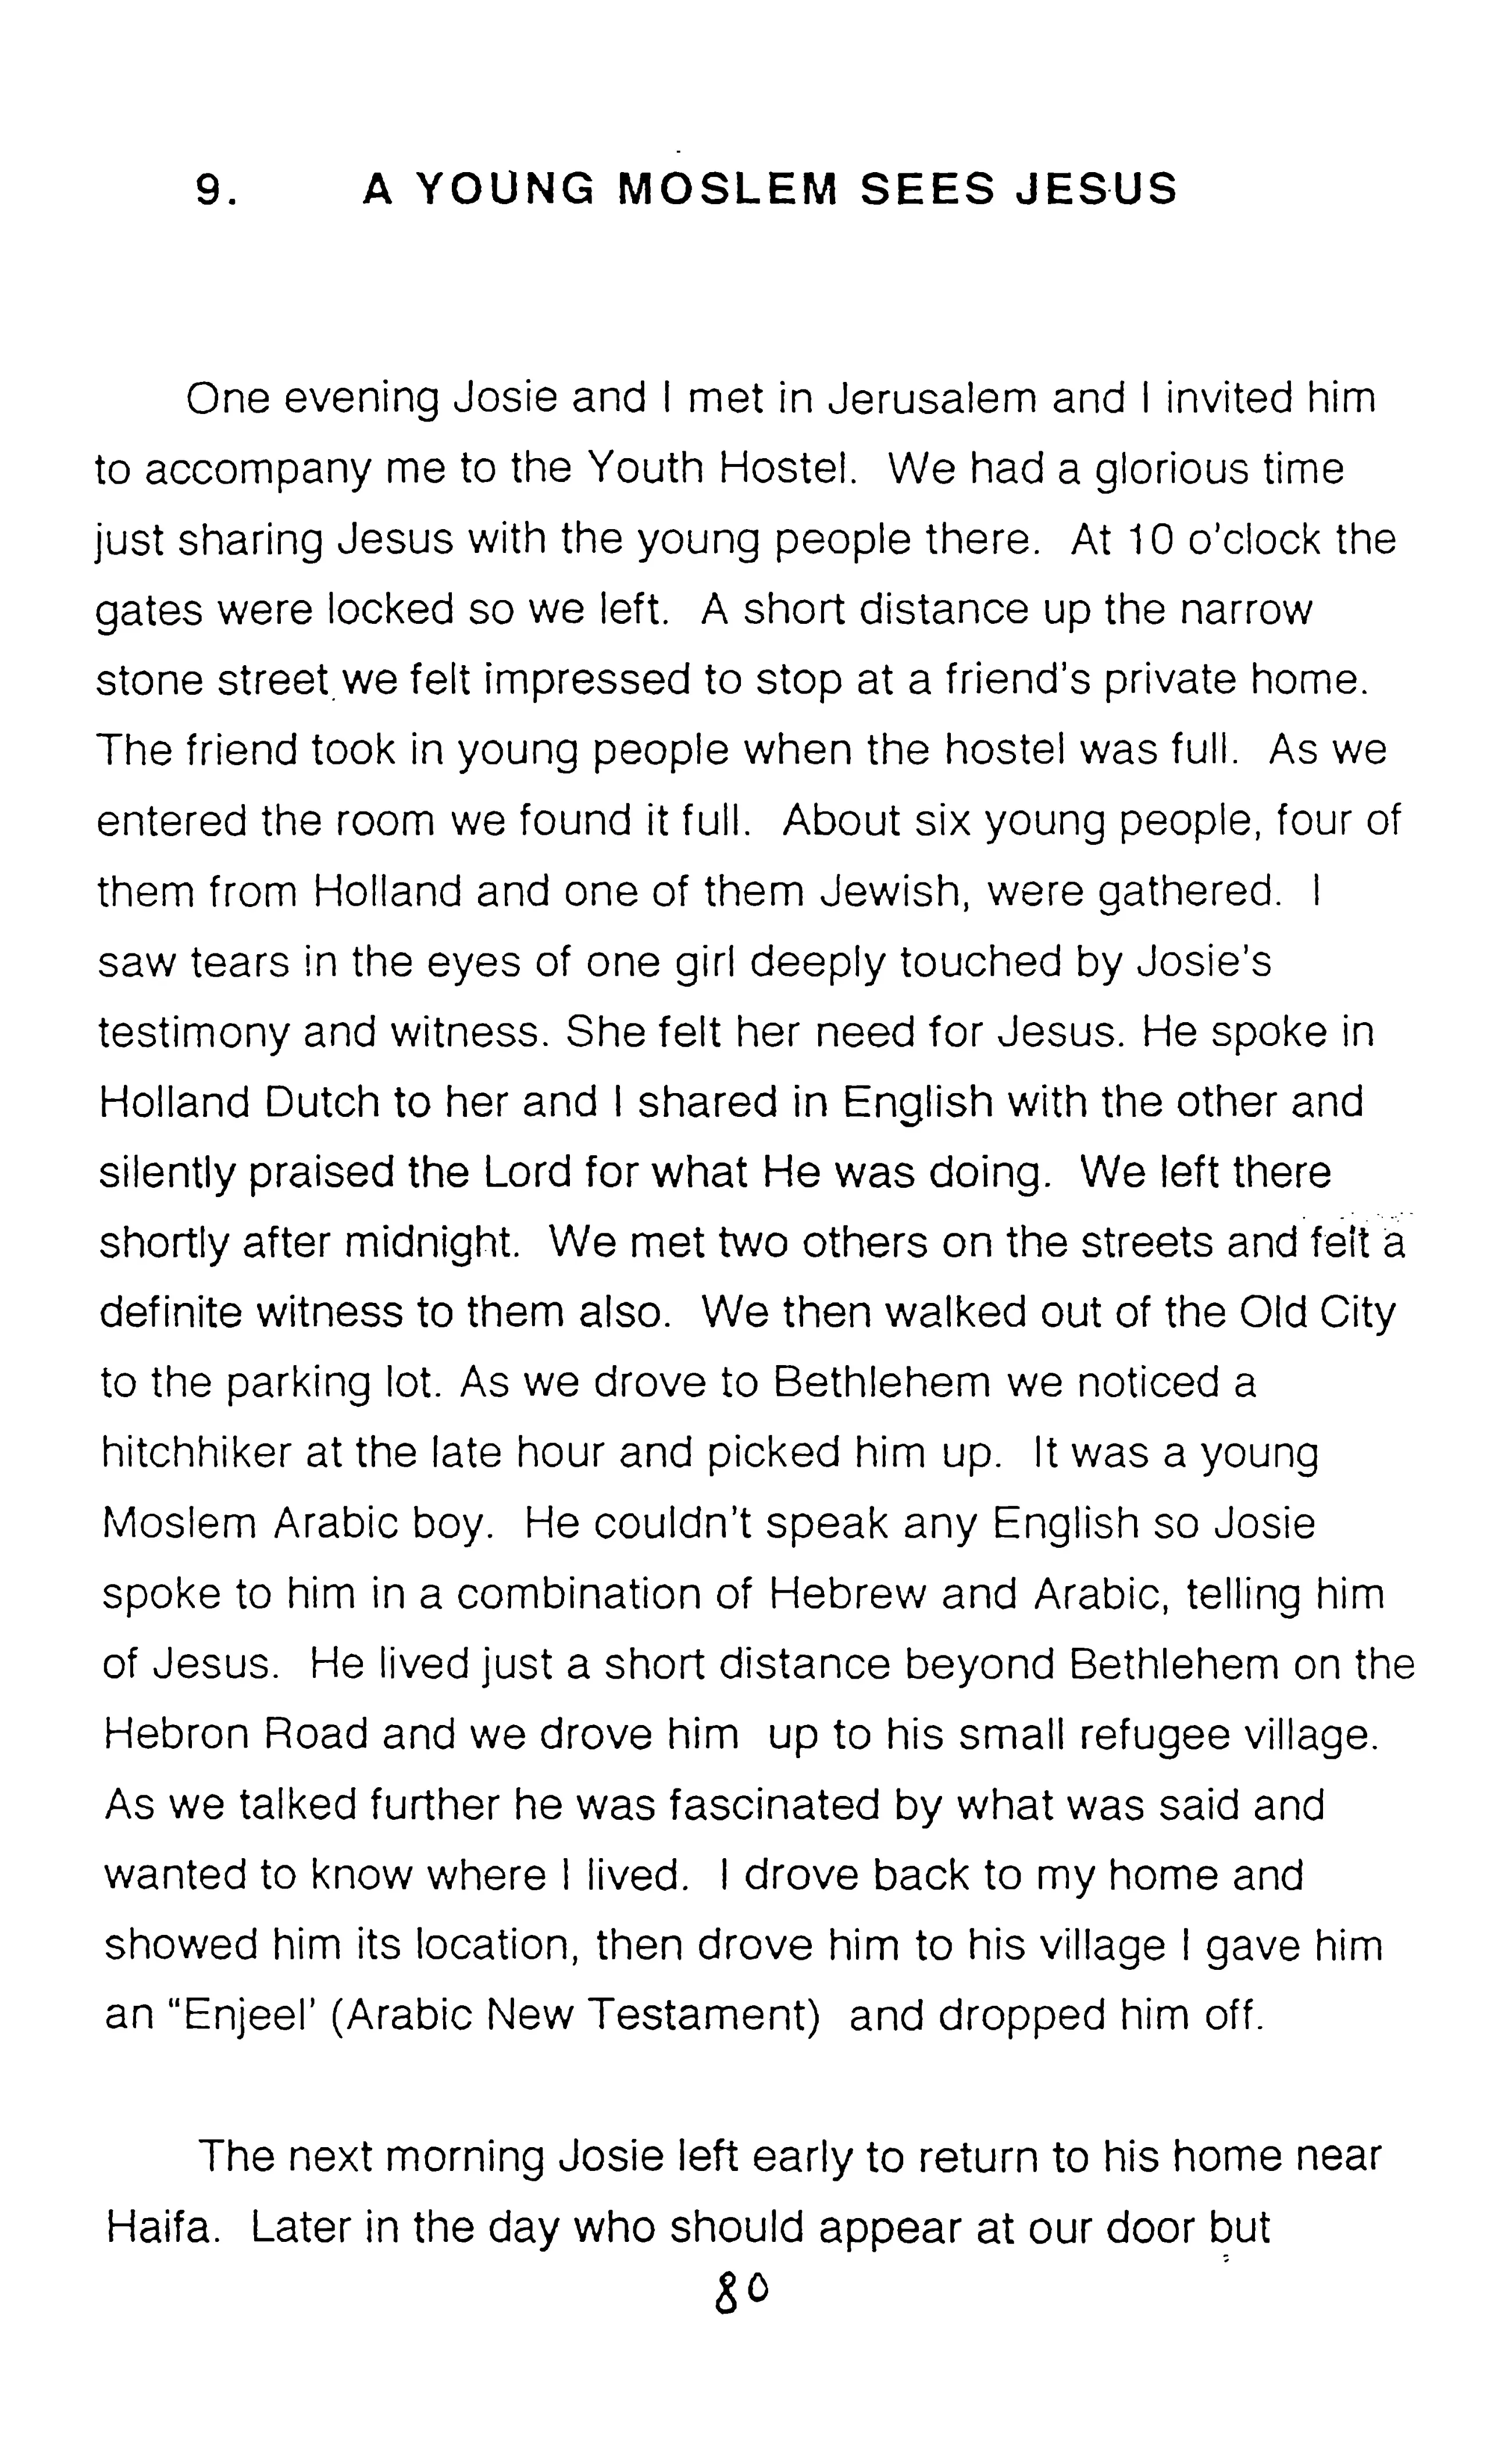 9. A YOUNG MOSLEM SEES JESUS
One evening Josie and I met in Jerusalem and I invited him
to accompany me to the Youth Hostel. We had a glorious time
just sharing Jesus with the young people there. At 10 o'clock the
gates were locked so we left. A short distance up the narrow
stone street we felt impressed to stop at a friend's private home.
The friend took in young people when the hostel was full. As we
entered the room we found it full. About six young people, four of
them from Holland and one of them Jewish, were gathered. I
saw tears in the eyes of one girl deeply touched by Josie's
testimony and witness. She felt her need for Jesus. He spoke in
Holland Dutch to her and I shared in English with the other and
silently praised the Lord for what He was doing. We left there
shortly after midnight. We met two others on the streets and felt a
definite witness to them also. We then walked out of the Old City
to the parking lot. As we drove to Bethlehem we noticed a
hitchhiker at the late hour and picked him up. It was a young
Moslem Arabic boy. He couldn't speak any English so Josie
spoke to him in a combination of Hebrew and Arabic, telling him
of Jesus. He lived just a short distance beyond Bethlehem on the
Hebron Road and we drove him up to his small refugee village.
As we talked further he was fascinated by what was said and
wanted to know where I lived. I drove back to my home and
showed him its location, then drove him to his village I gave him
an "Enjeel' (Arabic New Testament) and dropped him off.
The next morning Josie left early to return to his home near
Haifa. Later in the day who should appear at our door but
80